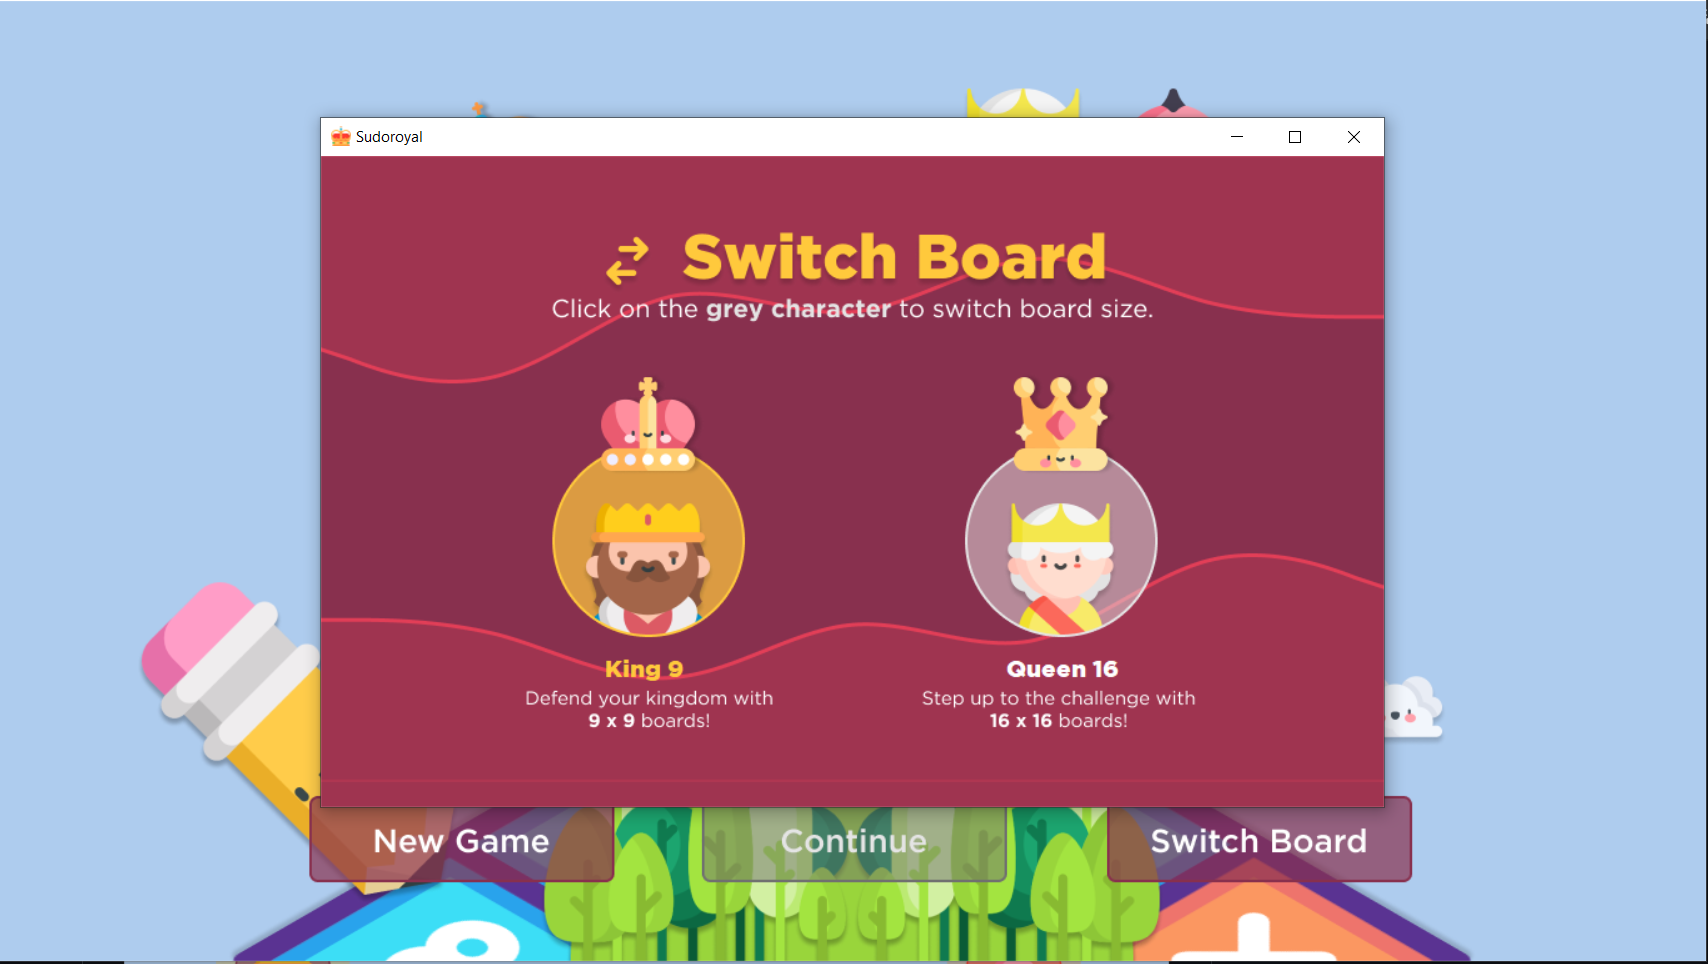 Sudoroyal
Switch Board
Click on the grey character to switch board size.
King 9
Defend your kingdom with
9 x 9 boards!
Queen 16
Step up to the challenge with
16 x 16 boards!
New Game
Continue
Switch Board